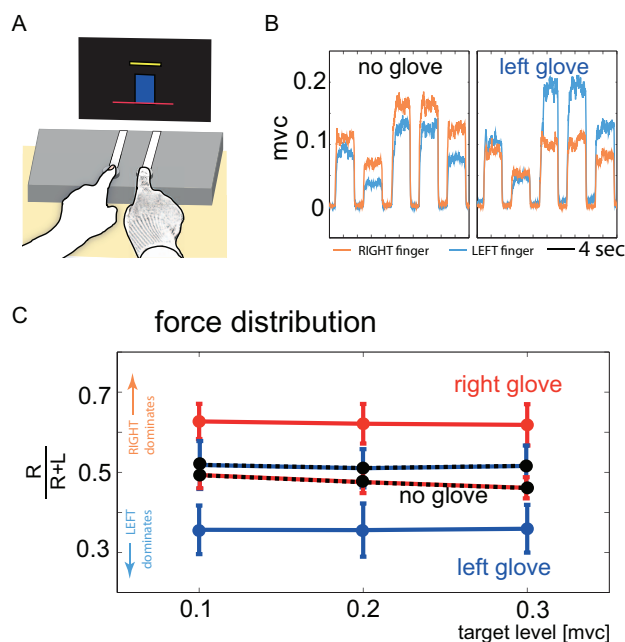 A
B
no glove
left glove
0.2
0.1
0
mvc
RIGHT finger
LEFT finger
4 sec
C
force distribution
0.7
0.5
0.3
R
R+L
RIGHT
dominates
LEFT
dominates
right glove
no glove
left glove
0.1
0.2
0.3
target level [mvc]